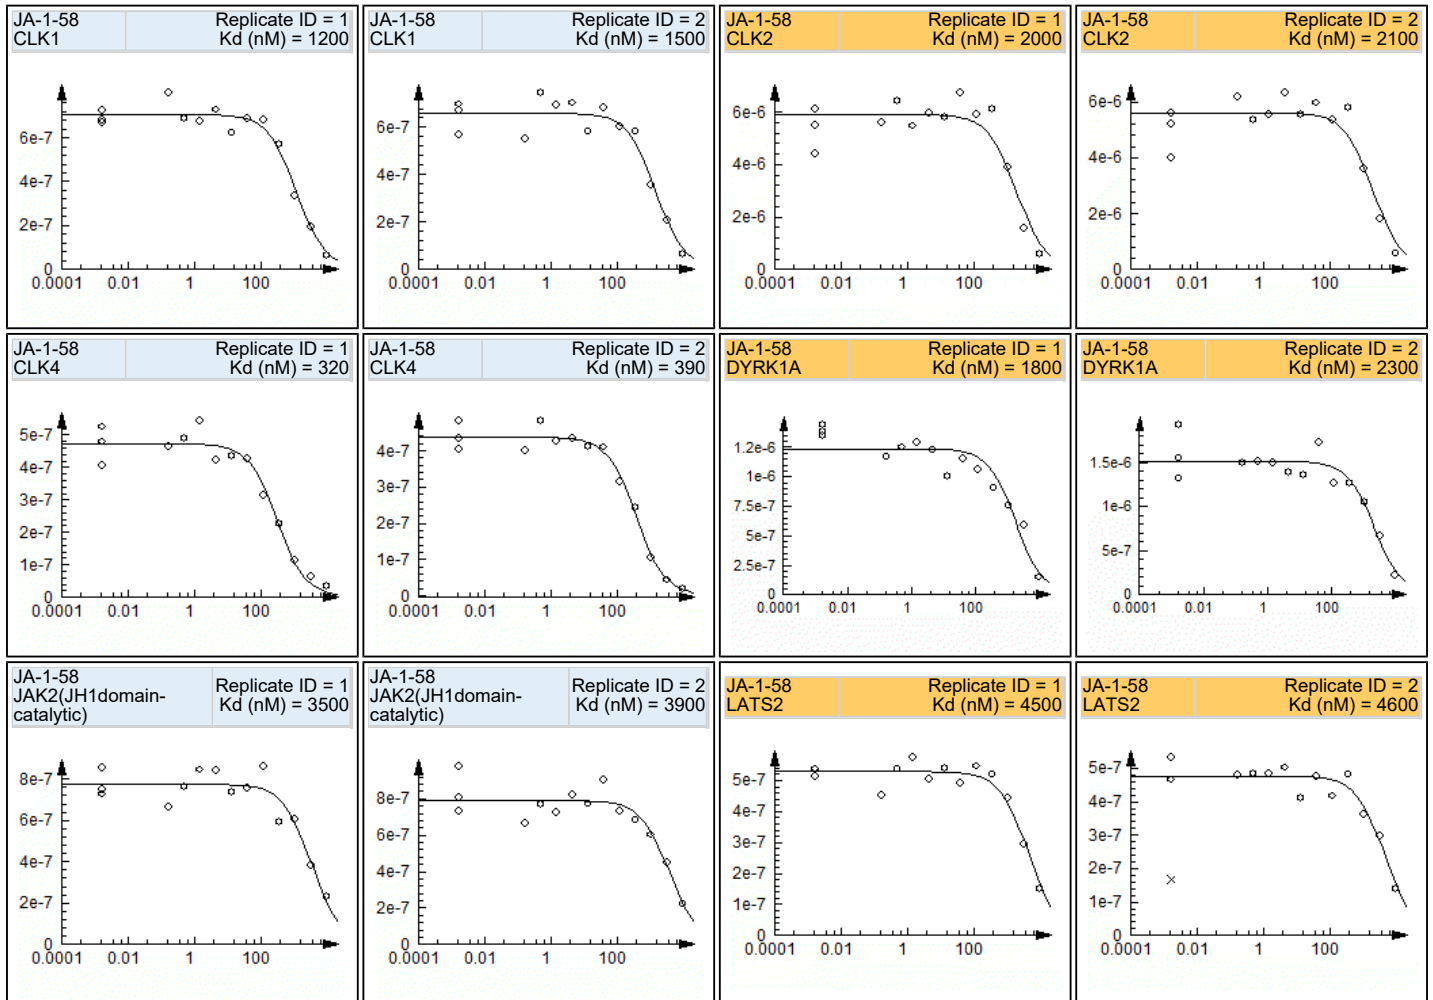 JA-1-58 Replicate ID = 1
CLK1 Kd (nM) = 1200
6e-7
4e-7
2e-7
0
0.0001 0.01 1 100
JA-1-58 Replicate ID = 2
CLK1 Kd (nM) = 1500
6e-7
4e-7
2e-7
0
0.0001 0.01 1 100
JA-1-58 Replicate ID = 1
CLK2 Kd (nM) = 2000
6e-6
4e-6
2e-6
0
0.0001 0.01 1 100
JA-1-58 Replicate ID = 2
CLK2 Kd (nM) = 2100
6e-6
4e-6
2e-6
0
0.0001 0.01 1 100
JA-1-58 Replicate ID = 1
CLK4 Kd (nM) = 320
5e-7
4e-7
3e-7
2e-7
1e-7
0
0.0001 0.01 1 100
JA-1-58 Replicate ID = 2
CLK4 Kd (nM) = 390
4e-7
3e-7
2e-7
1e-7
0
0.0001 0.01 1 100
JA-1-58 Replicate ID = 1
DYRK1A Kd (nM) = 1800
1.2e-6
1e-6
7.5e-7
5e-7
2.5e-7
0
0.0001 0.01 1 100
JA-1-58 Replicate ID = 2
DYRK1A Kd (nM) = 2300
1.5e-6
1e-6
5e-7
0
0.0001 0.01 1 100
JA-1-58 Replicate ID = 1
JAK2(JH1domain- Kd (nM) = 3500
catalytic)
8e-7
6e-7
4e-7
2e-7
0
0.0001 0.01 1 100
JA-1-58 Replicate ID = 2
JAK2(JH1domain- Kd (nM) = 3900
catalytic)
8e-7
6e-7
4e-7
2e-7
0
0.0001 0.01 1 100
JA-1-58 Replicate ID = 1
LATS2 Kd (nM) = 4500
5e-7
4e-7
3e-7
2e-7
1e-7
0
0.0001 0.01 1 100
JA-1-58 Replicate ID = 2
LATS2 Kd (nM) = 4600
5e-7
4e-7
3e-7
2e-7
1e-7
0
0.0001 0.01 1 100